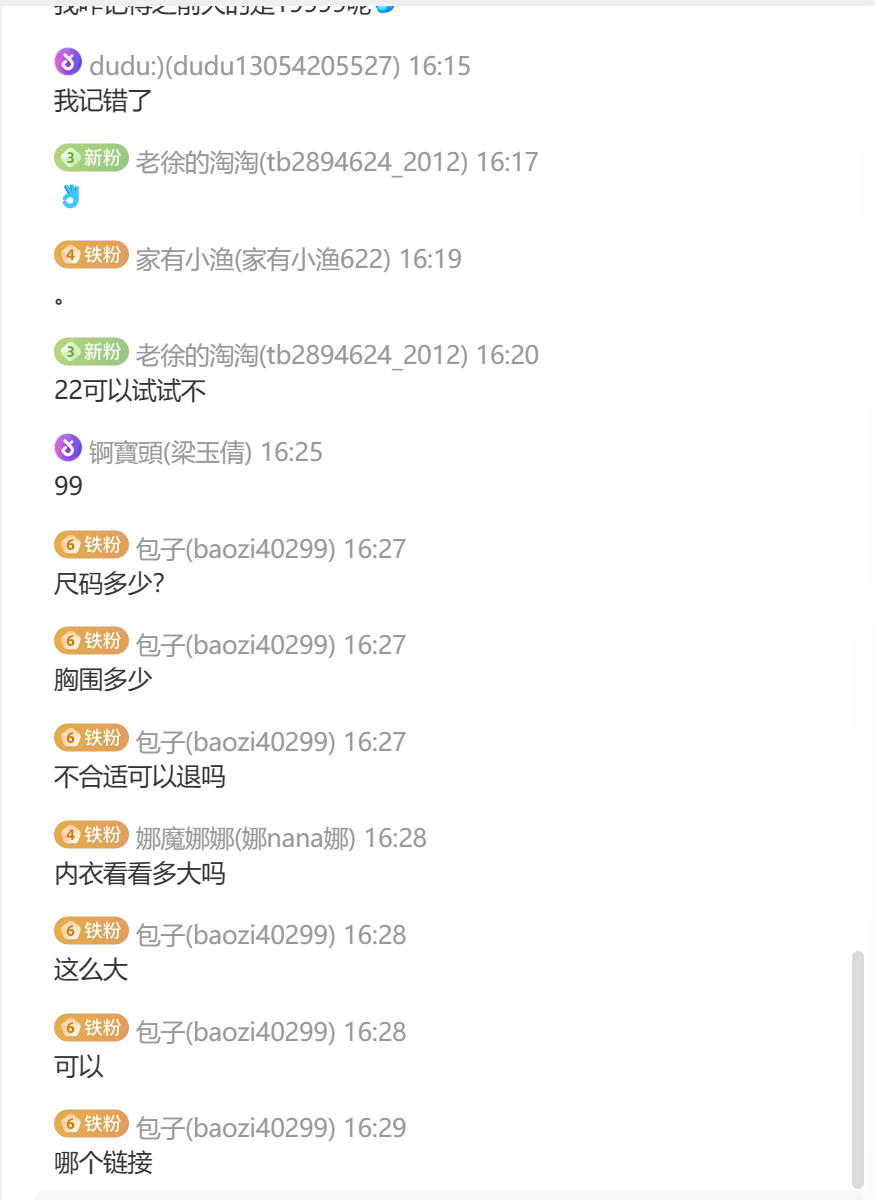 dudu:)(dudu13054205527) 16:15
我记错了
3 新粉 老徐的淘淘(tb2894624_2012) 16:17
4 铁粉 家有小渔(家有小渔622) 16:19
。
3 新粉 老徐的淘淘(tb2894624_2012) 16:20
22可以试试不
锕寶頭(梁玉倩) 16:25
99
6 铁粉 包子(baozi40299) 16:27
尺码多少?
6 铁粉 包子(baozi40299) 16:27
胸围多少
6 铁粉 包子(baozi40299) 16:27
不合适可以退吗
4 铁粉 娜魔娜娜(娜nana娜) 16:28
内衣看看多大吗
6 铁粉 包子(baozi40299) 16:28
这么大
6 铁粉 包子(baozi40299) 16:28
可以
6 铁粉 包子(baozi40299) 16:29
哪个链接